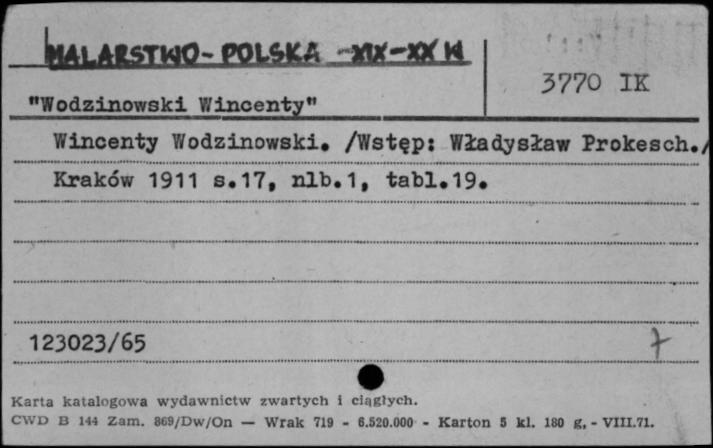 MALARSTWO - POLSKA - XIX-XX W
3770 IK
"Wodzinowski Wincenty"
Wincenty Wodzinowski. /Wstęp: Władysław Prokesch./
Kraków 1911 s.17, nlb.1, tabl.19.
123023/65 7
Karta katalogowa wydawnictw zwartych i ciągłych.
CWD B 144 Zam. 869/Dw/On — Wrak 719 - 6.520.000 - Karton 5 kl. 180 g, - VIII.71.